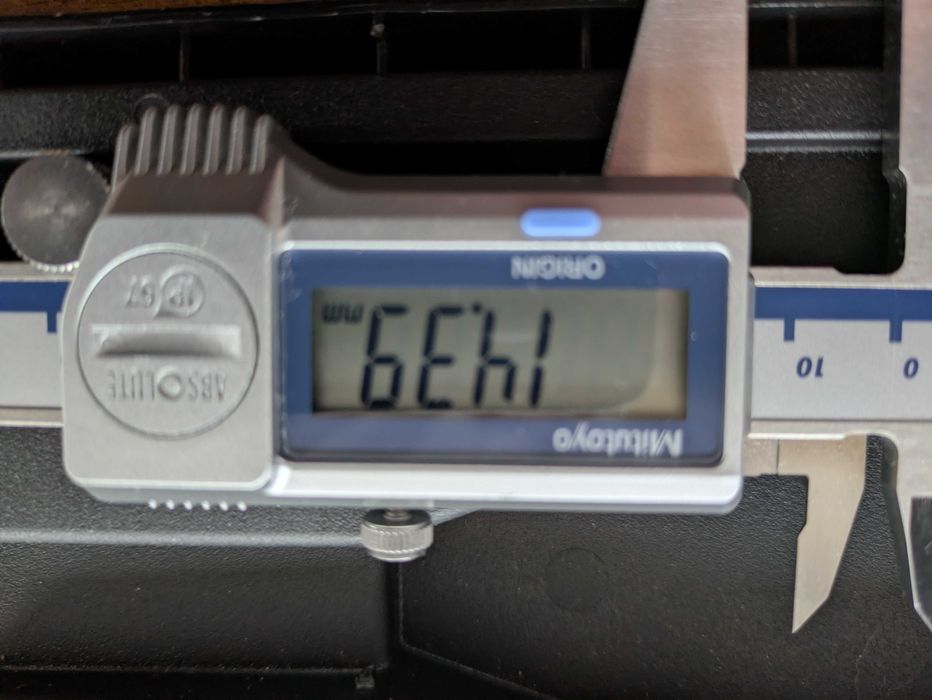 Mitutoyo
14.39 mm
ORIGIN
0 10
ABSOLUTE
IP67